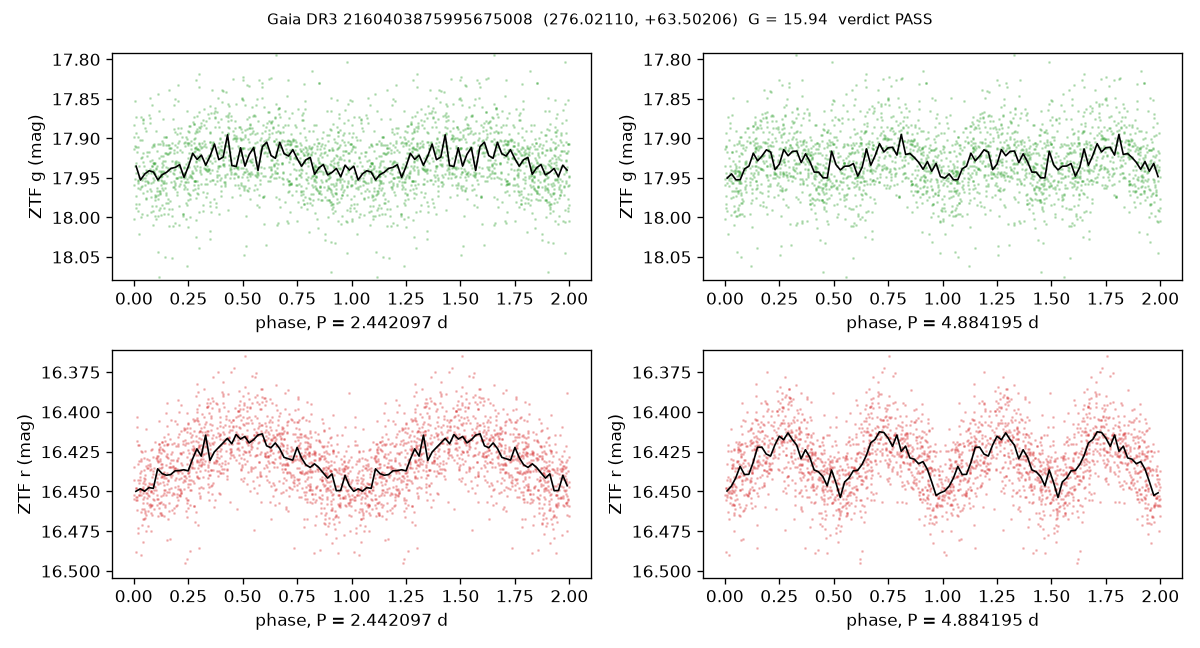 Gaia DR3 2160403875995675008 (276.02110, +63.50206) G = 15.94 verdict PASS
17.80
17.85
17.90
17.95
18.00
18.05
ZTF g (mag)
0.00 0.25 0.50 0.75 1.00 1.25 1.50 1.75 2.00
phase, P = 2.442097 d
17.80
17.85
17.90
17.95
18.00
18.05
ZTF g (mag)
0.00 0.25 0.50 0.75 1.00 1.25 1.50 1.75 2.00
phase, P = 4.884195 d
16.375
16.400
16.425
16.450
16.475
16.500
ZTF r (mag)
0.00 0.25 0.50 0.75 1.00 1.25 1.50 1.75 2.00
phase, P = 2.442097 d
16.375
16.400
16.425
16.450
16.475
16.500
ZTF r (mag)
0.00 0.25 0.50 0.75 1.00 1.25 1.50 1.75 2.00
phase, P = 4.884195 d